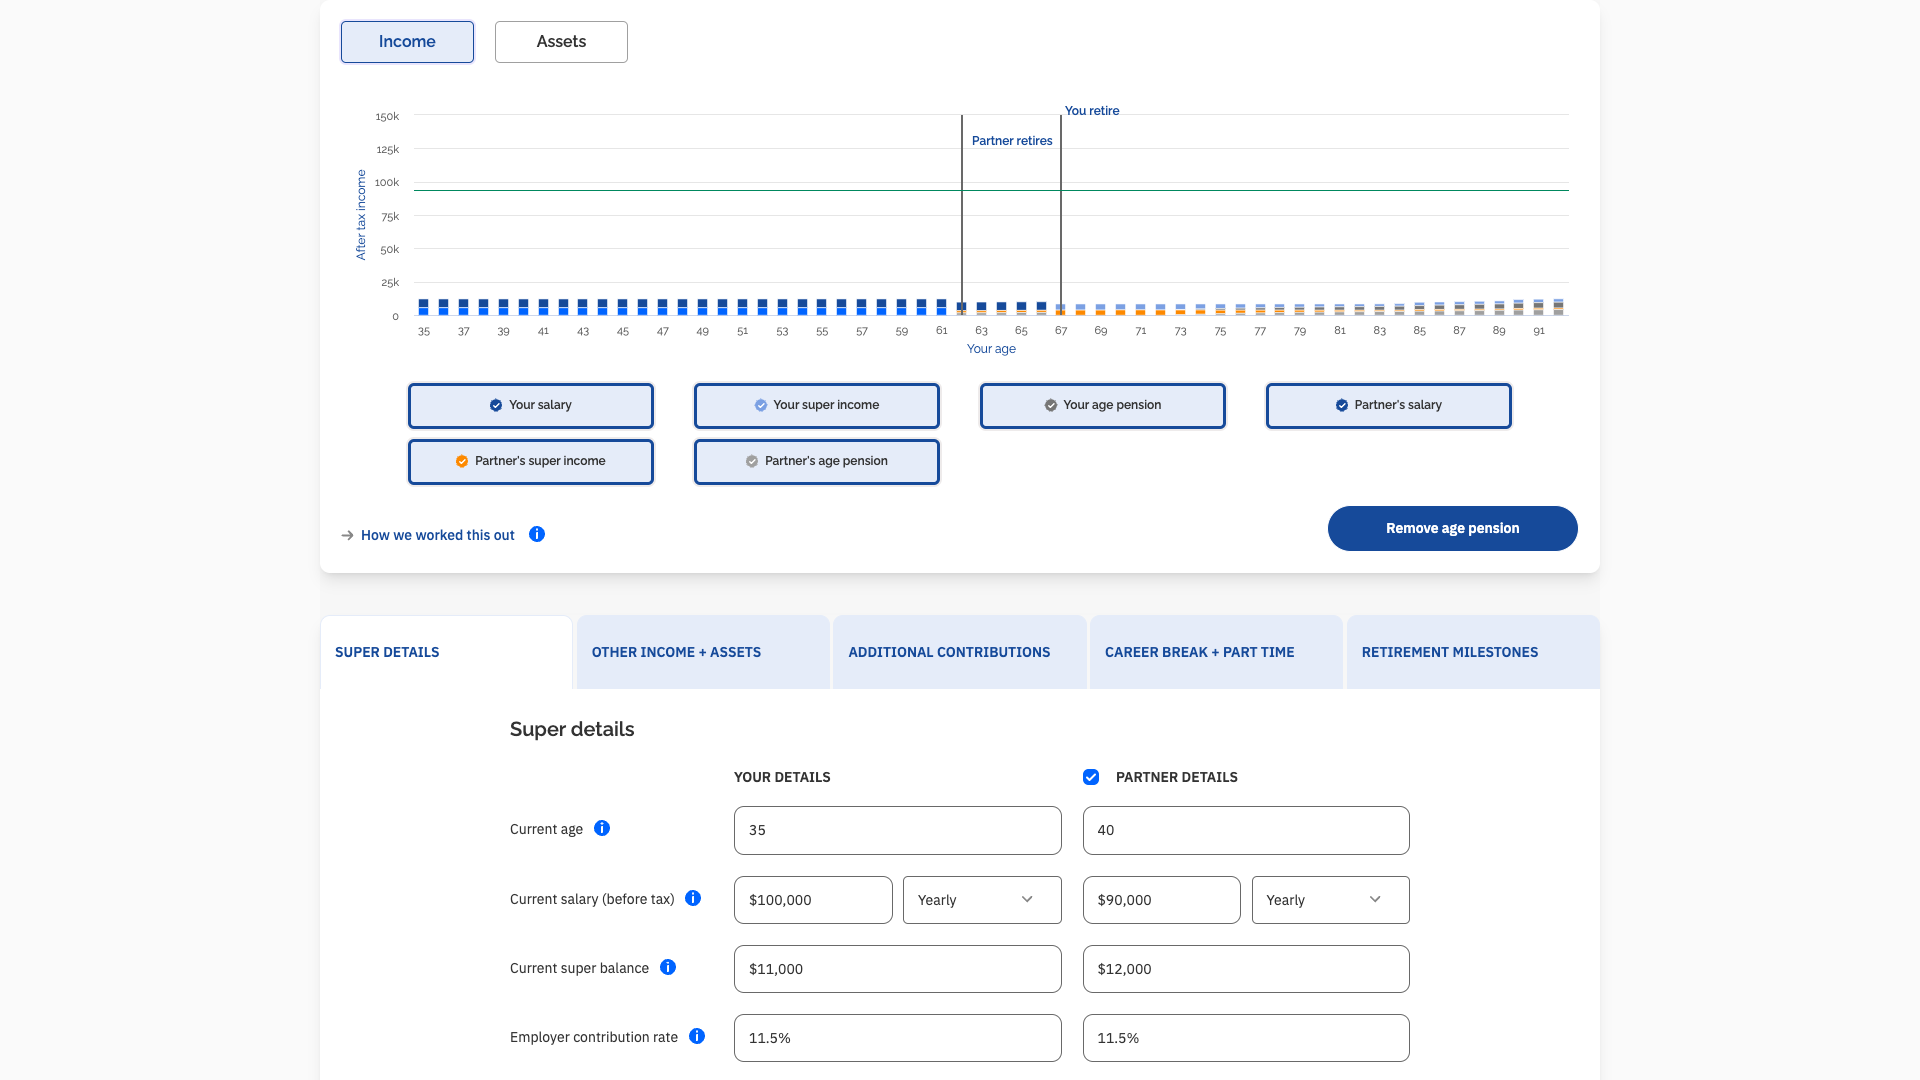 Income
Assets
You retire
Partner retires
150k
125k
100k
75k
50k
25k
0
After tax income
35 37 39 41 43 45 47 49 51 53 55 57 59 61 63 65 67 69 71 73 75 77 79 81 83 85 87 89 91
Your age
Your salary
Your super income
Your age pension
Partner's salary
Partner's super income
Partner's age pension
How we worked this out
Remove age pension
SUPER DETAILS
OTHER INCOME + ASSETS
ADDITIONAL CONTRIBUTIONS
CAREER BREAK + PART TIME
RETIREMENT MILESTONES
Super details
YOUR DETAILS
PARTNER DETAILS
Current age
35
40
Current salary (before tax)
$100,000
Yearly
$90,000
Yearly
Current super balance
$11,000
$12,000
Employer contribution rate
11.5%
11.5%